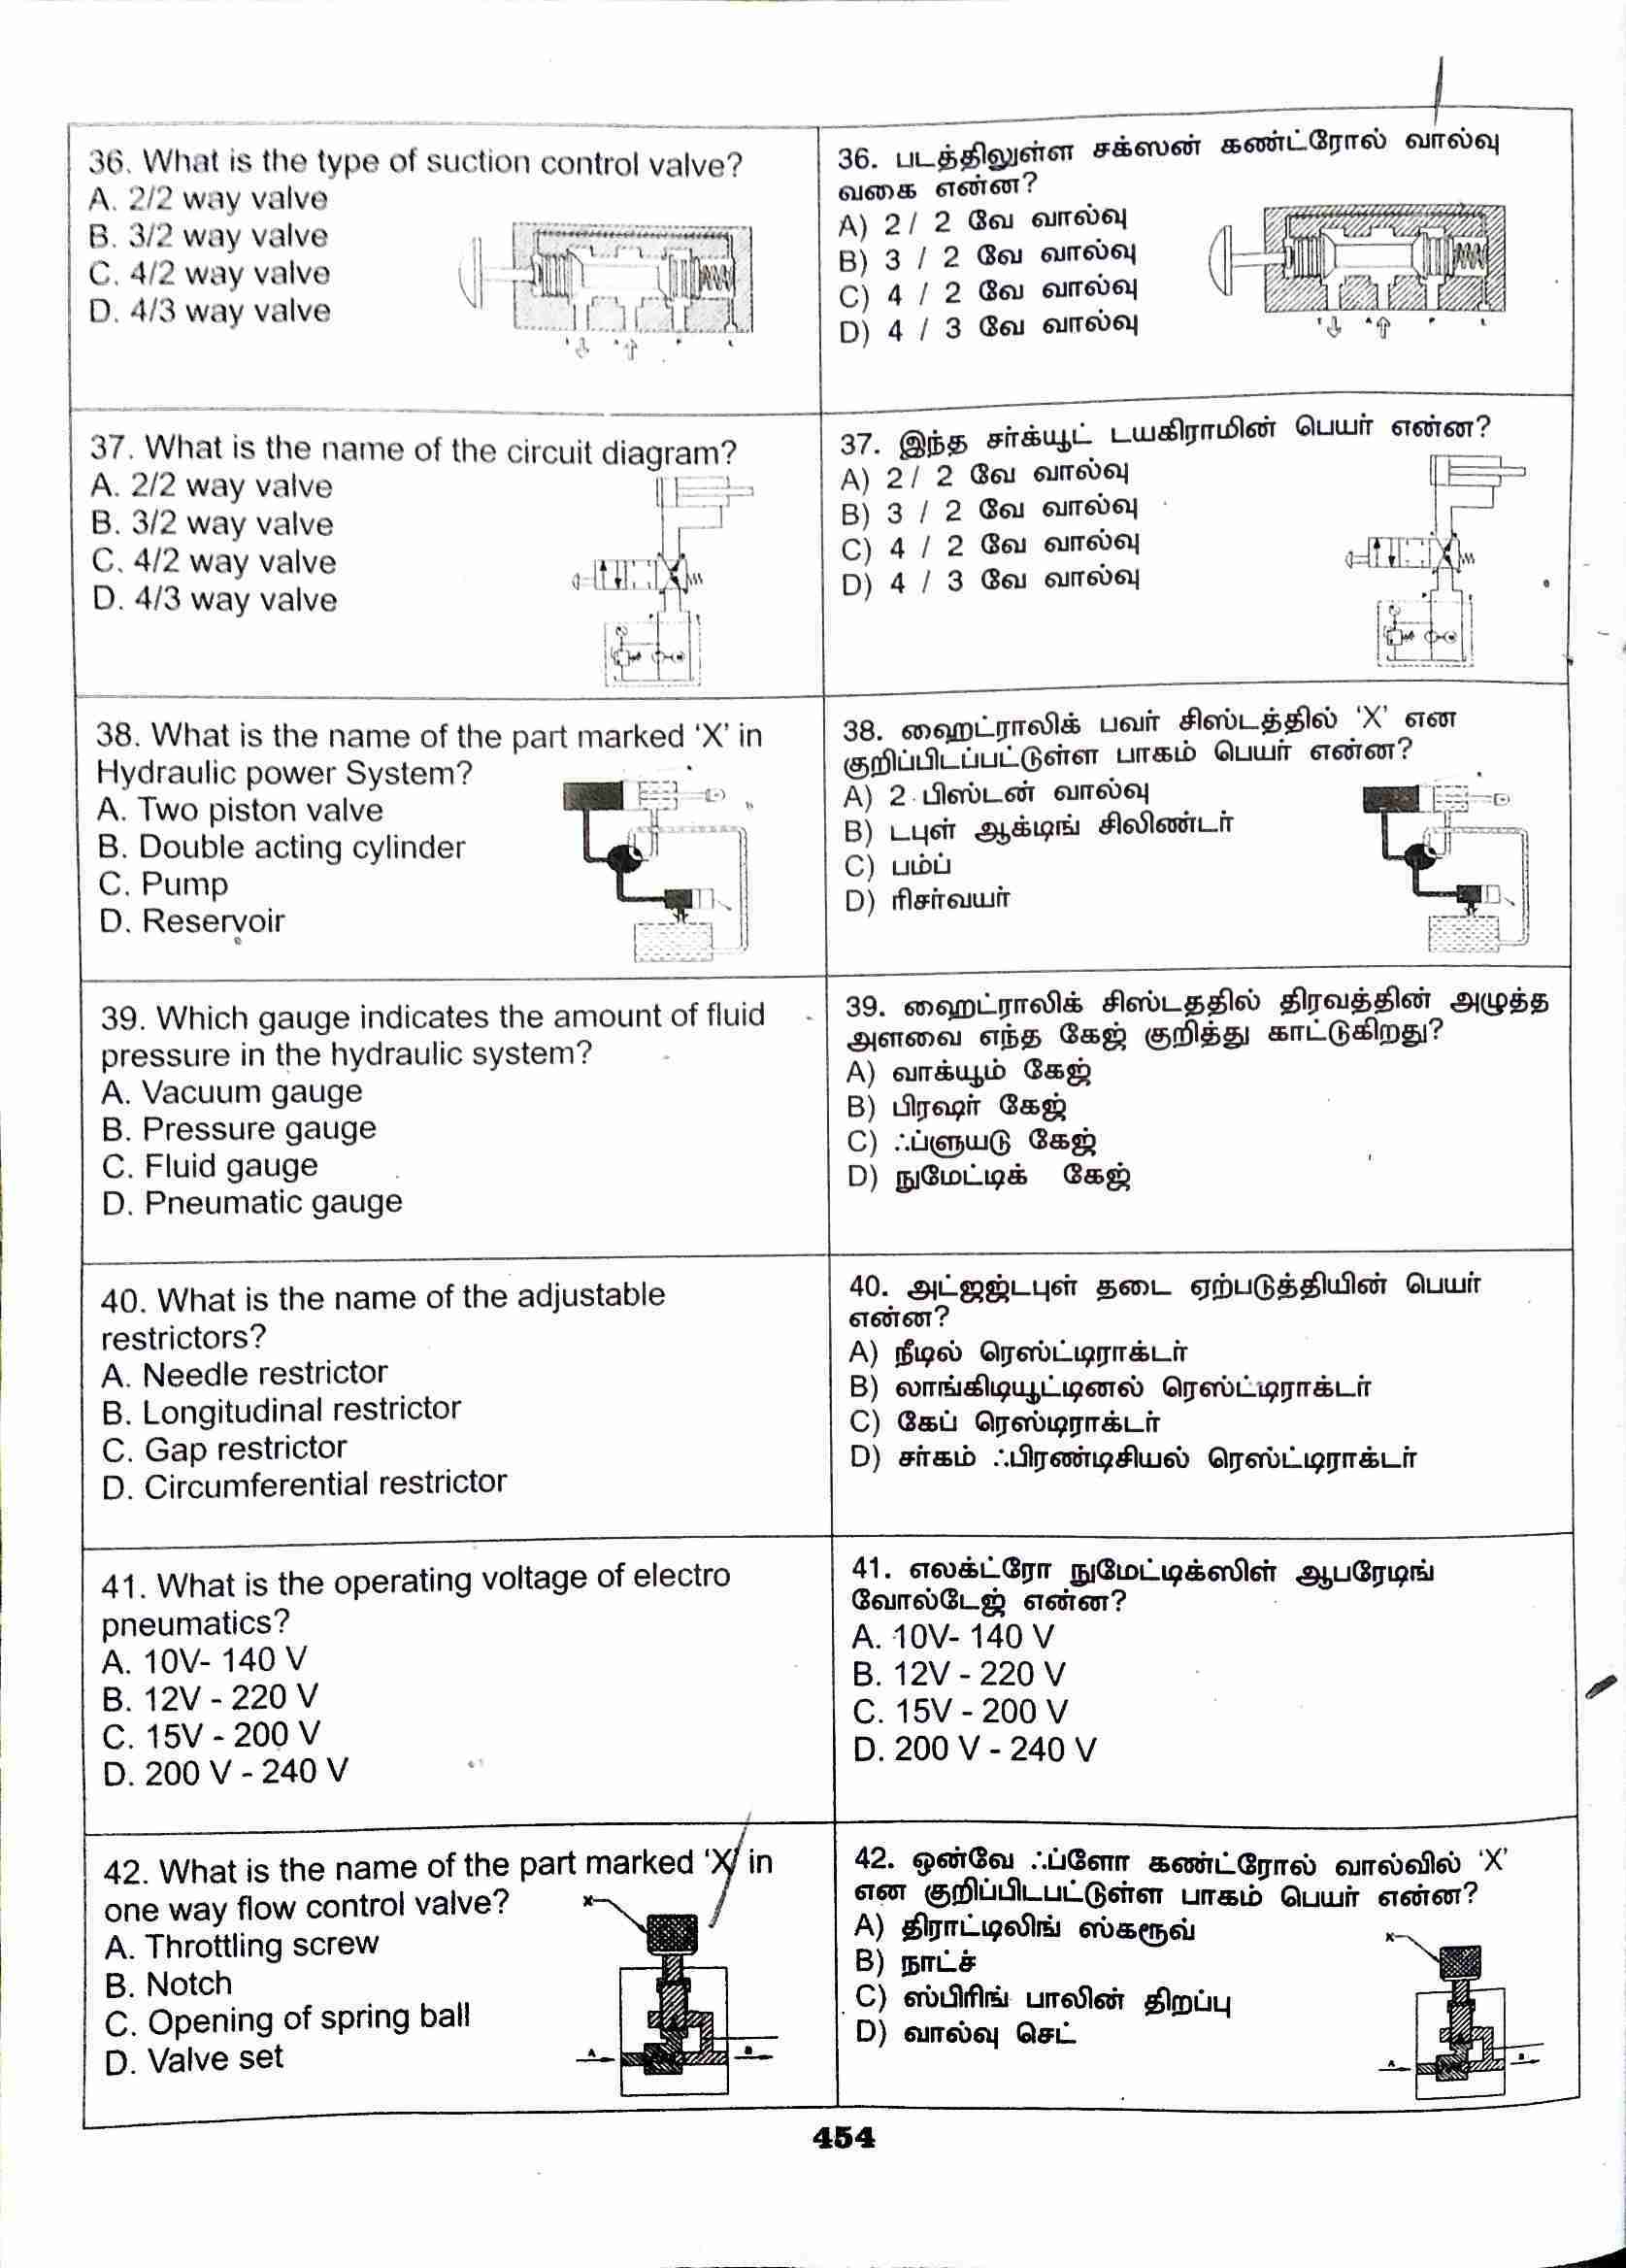 36. What is the type of suction control valve?
A. 2/2 way valve
B. 3/2 way valve
C. 4/2 way valve
D. 4/3 way valve
36. படத்திலுள்ள சக்ஸன் கண்ட்ரோல் வால்வு
வகை என்ன?
A) 2 / 2 வே வால்வு
B) 3 / 2 வே வால்வு
C) 4 / 2 வே வால்வு
D) 4 / 3 வே வால்வு
37. What is the name of the circuit diagram?
A. 2/2 way valve
B. 3/2 way valve
C. 4/2 way valve
D. 4/3 way valve
37. இந்த சர்க்யூட் டயகிராமின் பெயர் என்ன?
A) 2 / 2 வே வால்வு
B) 3 / 2 வே வால்வு
C) 4 / 2 வே வால்வு
D) 4 / 3 வே வால்வு
38. What is the name of the part marked ‘X’ in
Hydraulic power System?
A. Two piston valve
B. Double acting cylinder
C. Pump
D. Reservoir
38. ஹைட்ராலிக் பவர் சிஸ்டத்தில் ‘X’ என
குறிப்பிடப்பட்டுள்ள பாகம் பெயர் என்ன?
A) 2 பிஸ்டன் வால்வு
B) டபுள் ஆக்டிங் சிலிண்டர்
C) பம்ப்
D) ரிசர்வயர்
39. Which gauge indicates the amount of fluid
pressure in the hydraulic system?
A. Vacuum gauge
B. Pressure gauge
C. Fluid gauge
D. Pneumatic gauge
39. ஹைட்ராலிக் சிஸ்டததில் திரவத்தின் அழுத்த
அளவை எந்த கேஜ் குறித்து காட்டுகிறது?
A) வாக்யூம் கேஜ்
B) பிரஷர் கேஜ்
C) ஃப்ளுயடு கேஜ்
D) நுமேட்டிக் கேஜ்
40. What is the name of the adjustable
restrictors?
A. Needle restrictor
B. Longitudinal restrictor
C. Gap restrictor
D. Circumferential restrictor
40. அட்ஜஜ்டபுள் தடை ஏற்படுத்தியின் பெயர்
என்ன?
A) நீடில் ரெஸ்ட்டிராக்டர்
B) லாங்கிடியூட்டினல் ரெஸ்ட்டிராக்டர்
C) கேப் ரெஸ்டிராக்டர்
D) சர்கம் ஃபிரண்டிசியல் ரெஸ்ட்டிராக்டர்
41. What is the operating voltage of electro
pneumatics?
A. 10V- 140 V
B. 12V - 220 V
C. 15V - 200 V
D. 200 V - 240 V
41. எலக்ட்ரோ நுமேட்டிக்ஸின் ஆபரேடிங்
வோல்டேஜ் என்ன?
A. 10V- 140 V
B. 12V - 220 V
C. 15V - 200 V
D. 200 V - 240 V
42. What is the name of the part marked ‘X’ in
one way flow control valve?
A. Throttling screw
B. Notch
C. Opening of spring ball
D. Valve set
X
A
B
42. ஒன்வே ஃப்ளோ கண்ட்ரோல் வால்வில் ‘X’
என குறிப்பிடபட்டுள்ள பாகம் பெயர் என்ன?
A) திராட்டிலிங் ஸ்கரூவ்
B) நாட்ச்
C) ஸ்பிரிங் பாலின் திறப்பு
D) வால்வு செட்
X
A
B
454